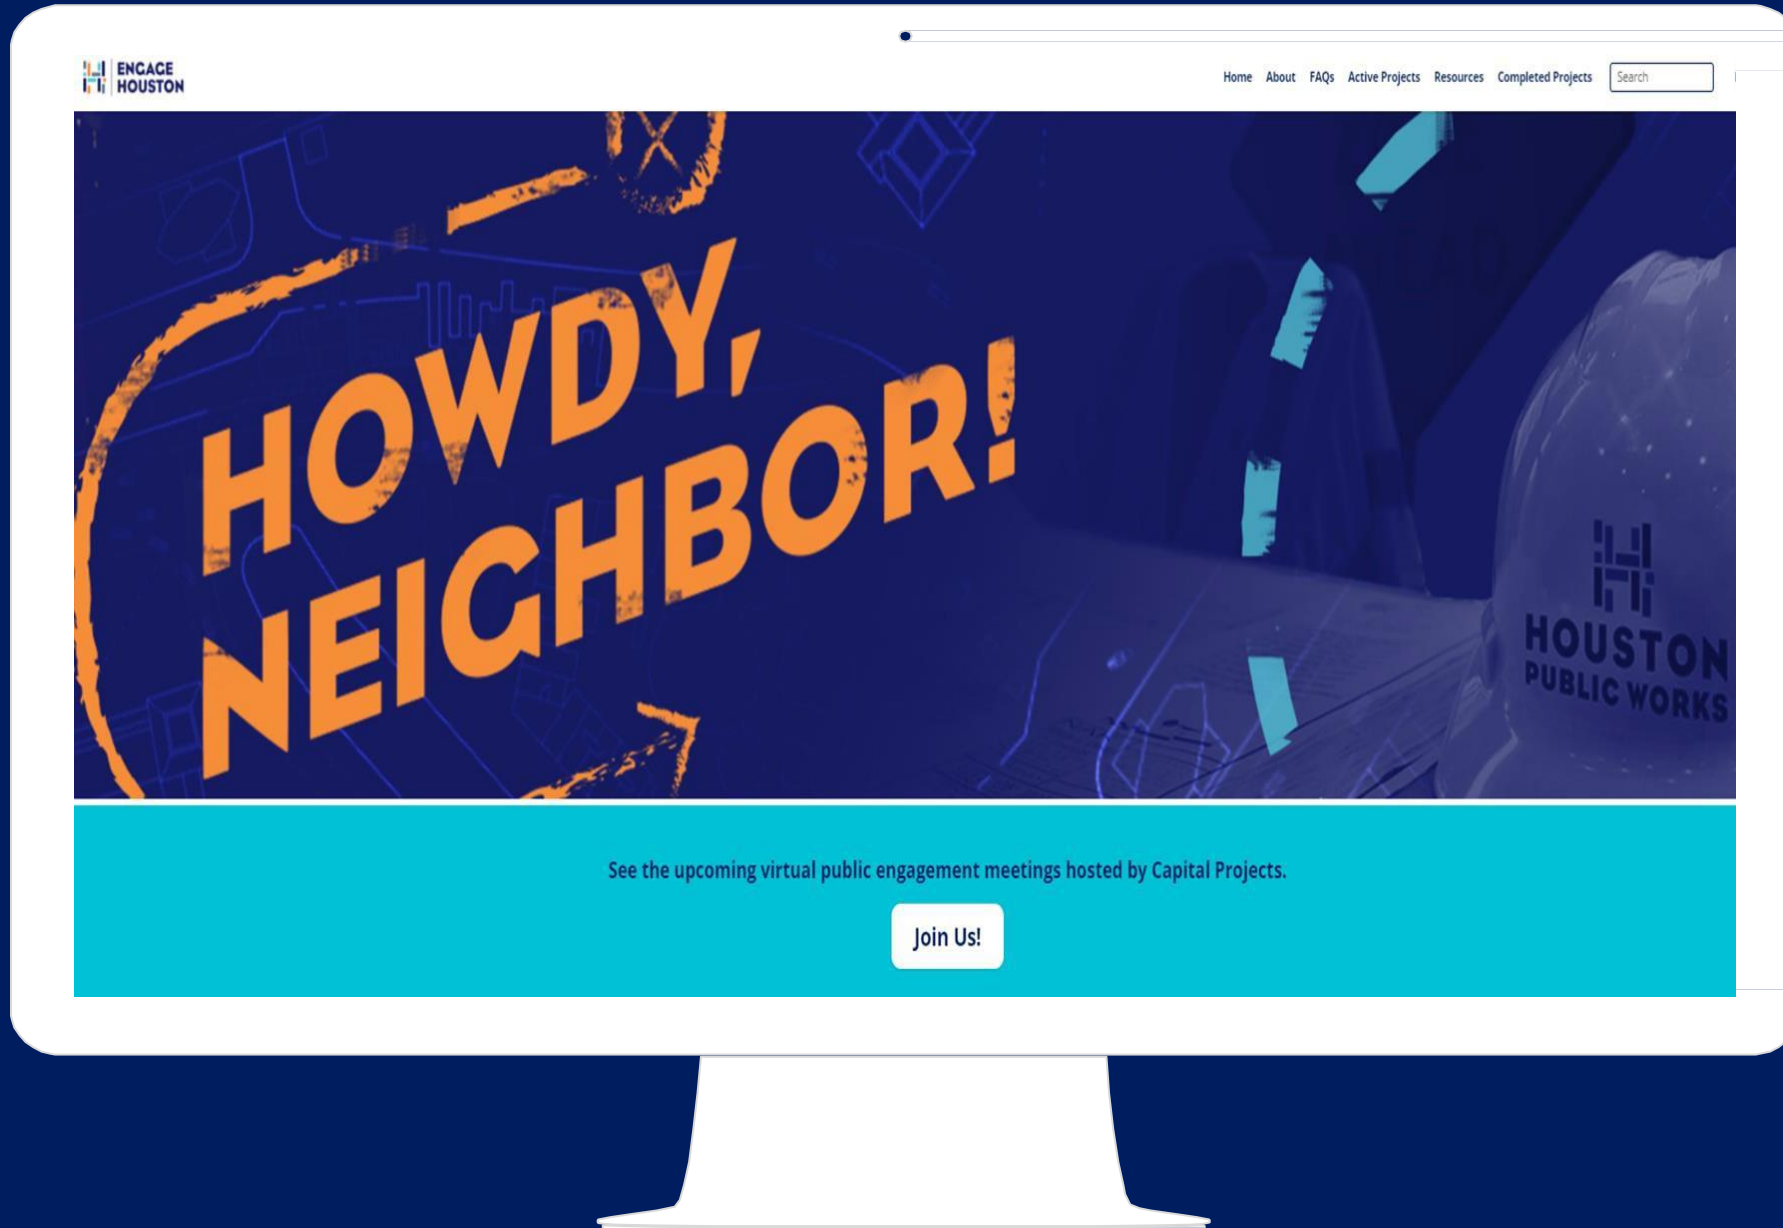 ENGAGE
HOUSTON
Home About FAQs Active Projects Resources Completed Projects Search
HOWDY,
NEIGHBOR!
HOUSTON
PUBLIC WORKS
See the upcoming virtual public engagement meetings hosted by Capital Projects.
Join Us!